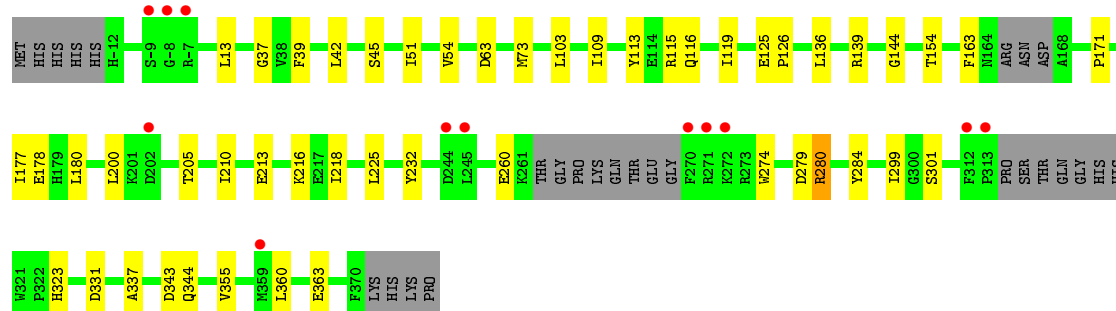 MET HIS HIS HIS HIS H-12 S-9 G-8 R-7 L13 G37 V38 F39 L42 S45 I51 V54 D63 M73 L103 I109 Y113 E114 R115 Q116 I119 E125 P126 L136 R139 G144 T154 F163 N164 ARG ASN ASP A168 P171
I177 E178 H179 L180 L200 K201 D202 T205 I210 E213 K216 E217 I218 L225 Y232 D244 L245 E260 K261 THR GLY PRO LYS GLN THR GLU GLY F270 R271 K272 R273 W274 D279 R280 Y284 I299 G300 S301 F312 P313 PRO SER THR GLN GLY HIS HIS
W321 P322 H323 D331 A337 D343 Q344 V355 M359 L360 E363 F370 LYS HIS LYS PRO